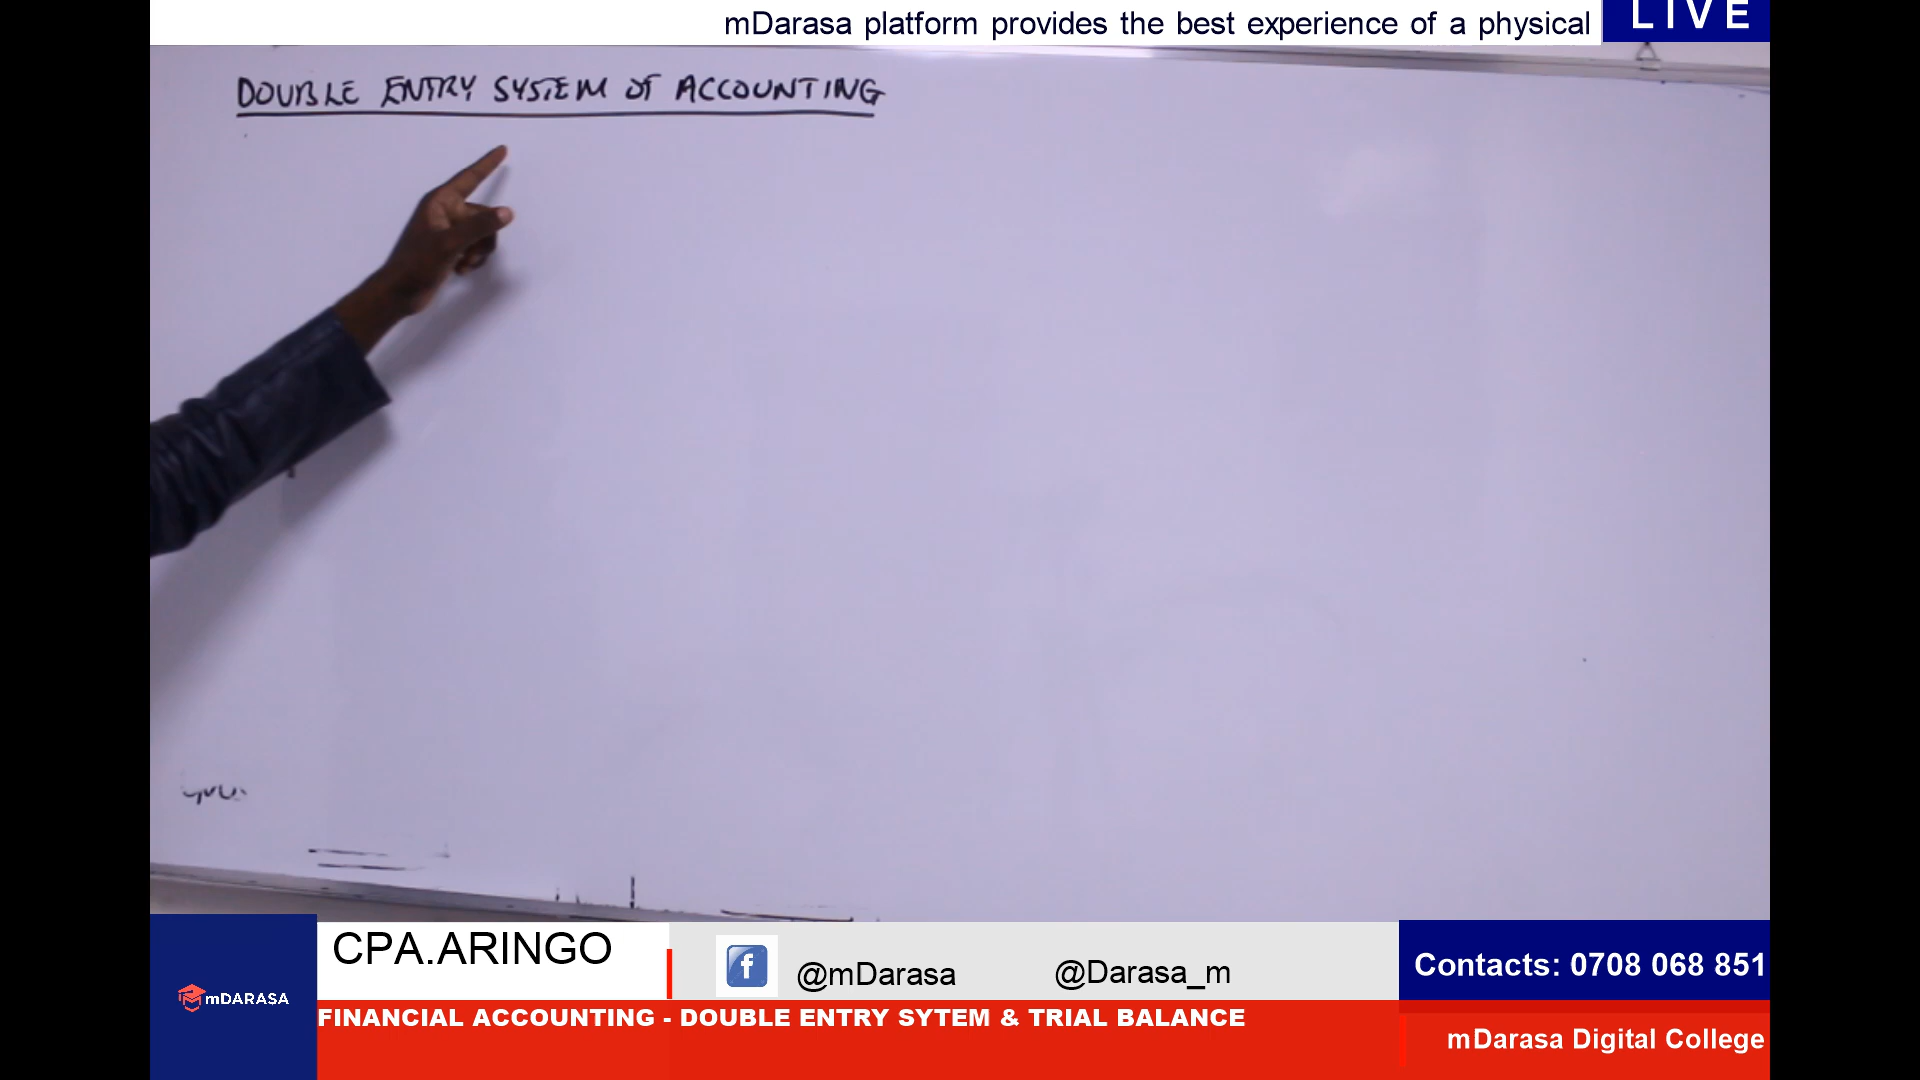 mDarasa platform provides the best experience of a physical
LIVE
DOUBLE ENTRY SYSTEM OF ACCOUNTING
CPA.ARINGO
f
@mDarasa
@Darasa_m
Contacts: 0708 068 851
mDARASA
FINANCIAL ACCOUNTING - DOUBLE ENTRY SYTEM & TRIAL BALANCE
mDarasa Digital College